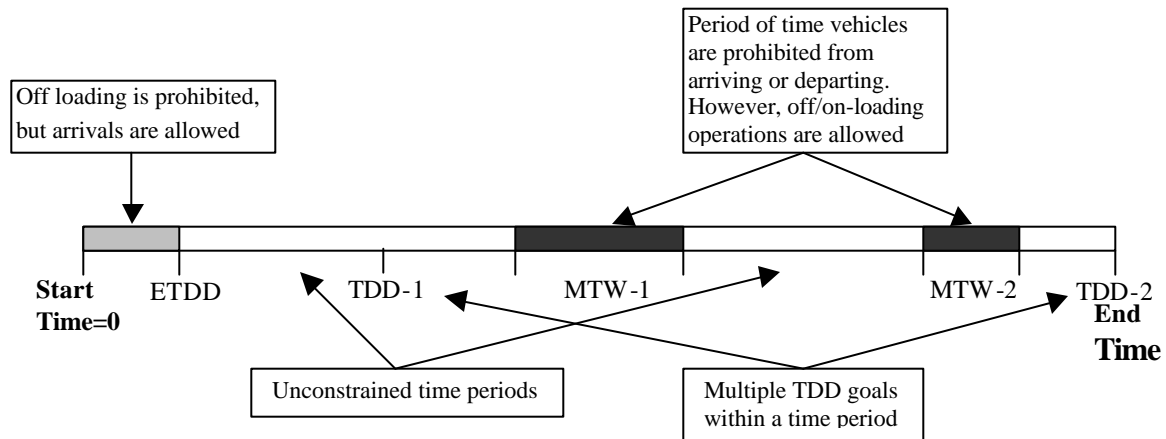 Period of time vehicles
are prohibited from
arriving or departing.
However, off/on-loading
operations are allowed
Off loading is prohibited,
but arrivals are allowed
Start
Time=0
ETDD
TDD-1
MTW-1
MTW-2
TDD-2
End
Time
Unconstrained time periods
Multiple TDD goals
within a time period